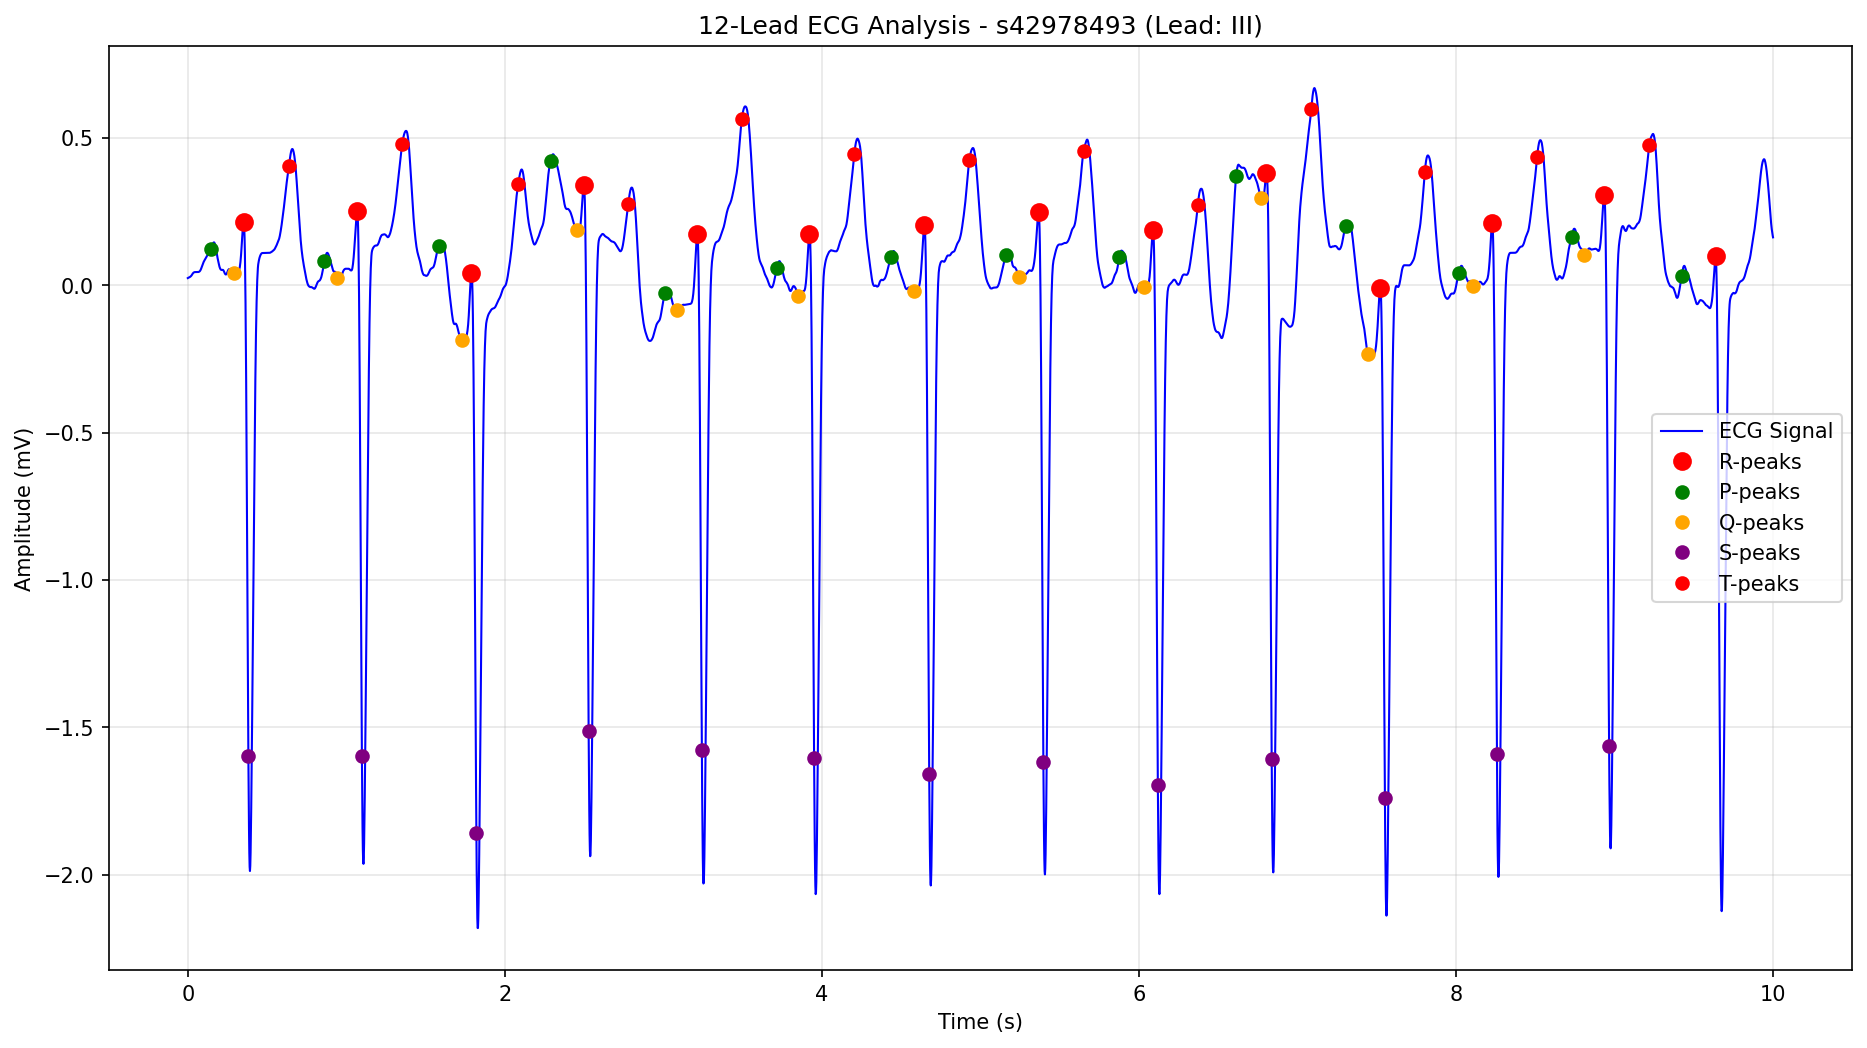 12-Lead ECG Analysis - s42978493 (Lead: III)
Amplitude (mV)
0.5
0.0
−0.5
−1.0
−1.5
−2.0
ECG Signal
R-peaks
P-peaks
Q-peaks
S-peaks
T-peaks
0 2 4 6 8 10
Time (s)